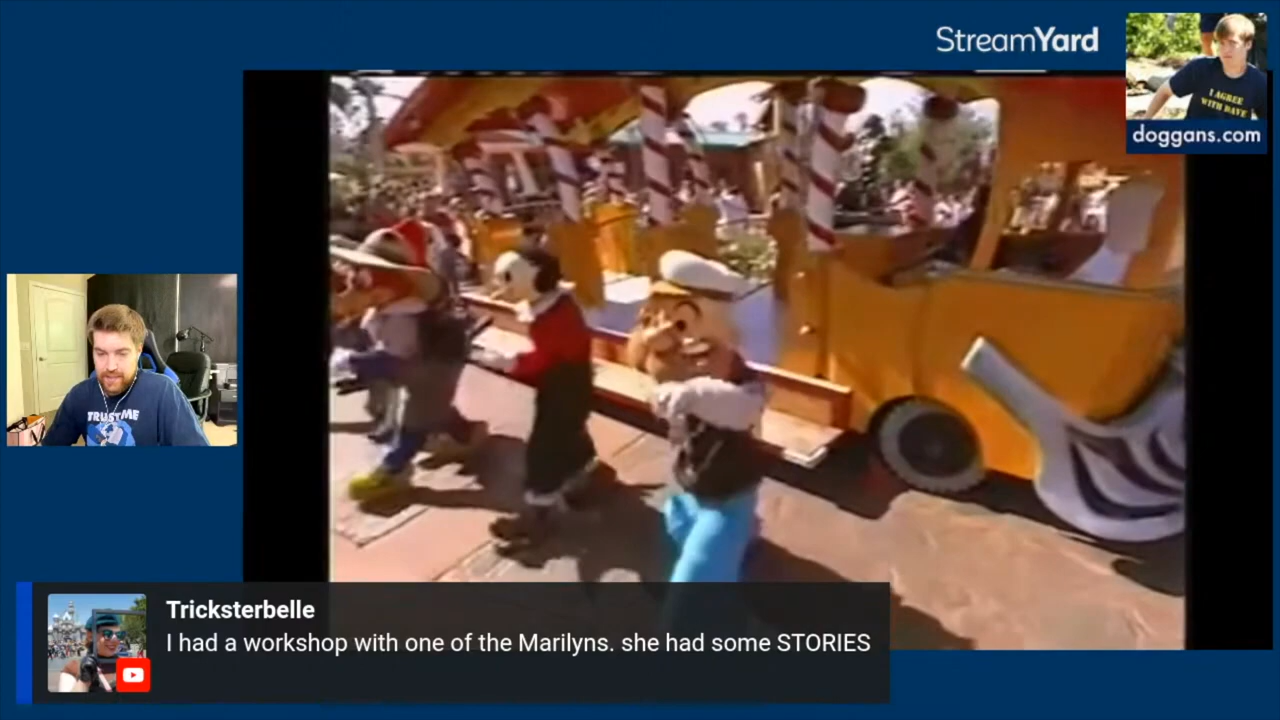 StreamYard
I AGREE
WITH DAVE
doggans.com
TRUST ME
Tricksterbelle
I had a workshop with one of the Marilyns. she had some STORIES